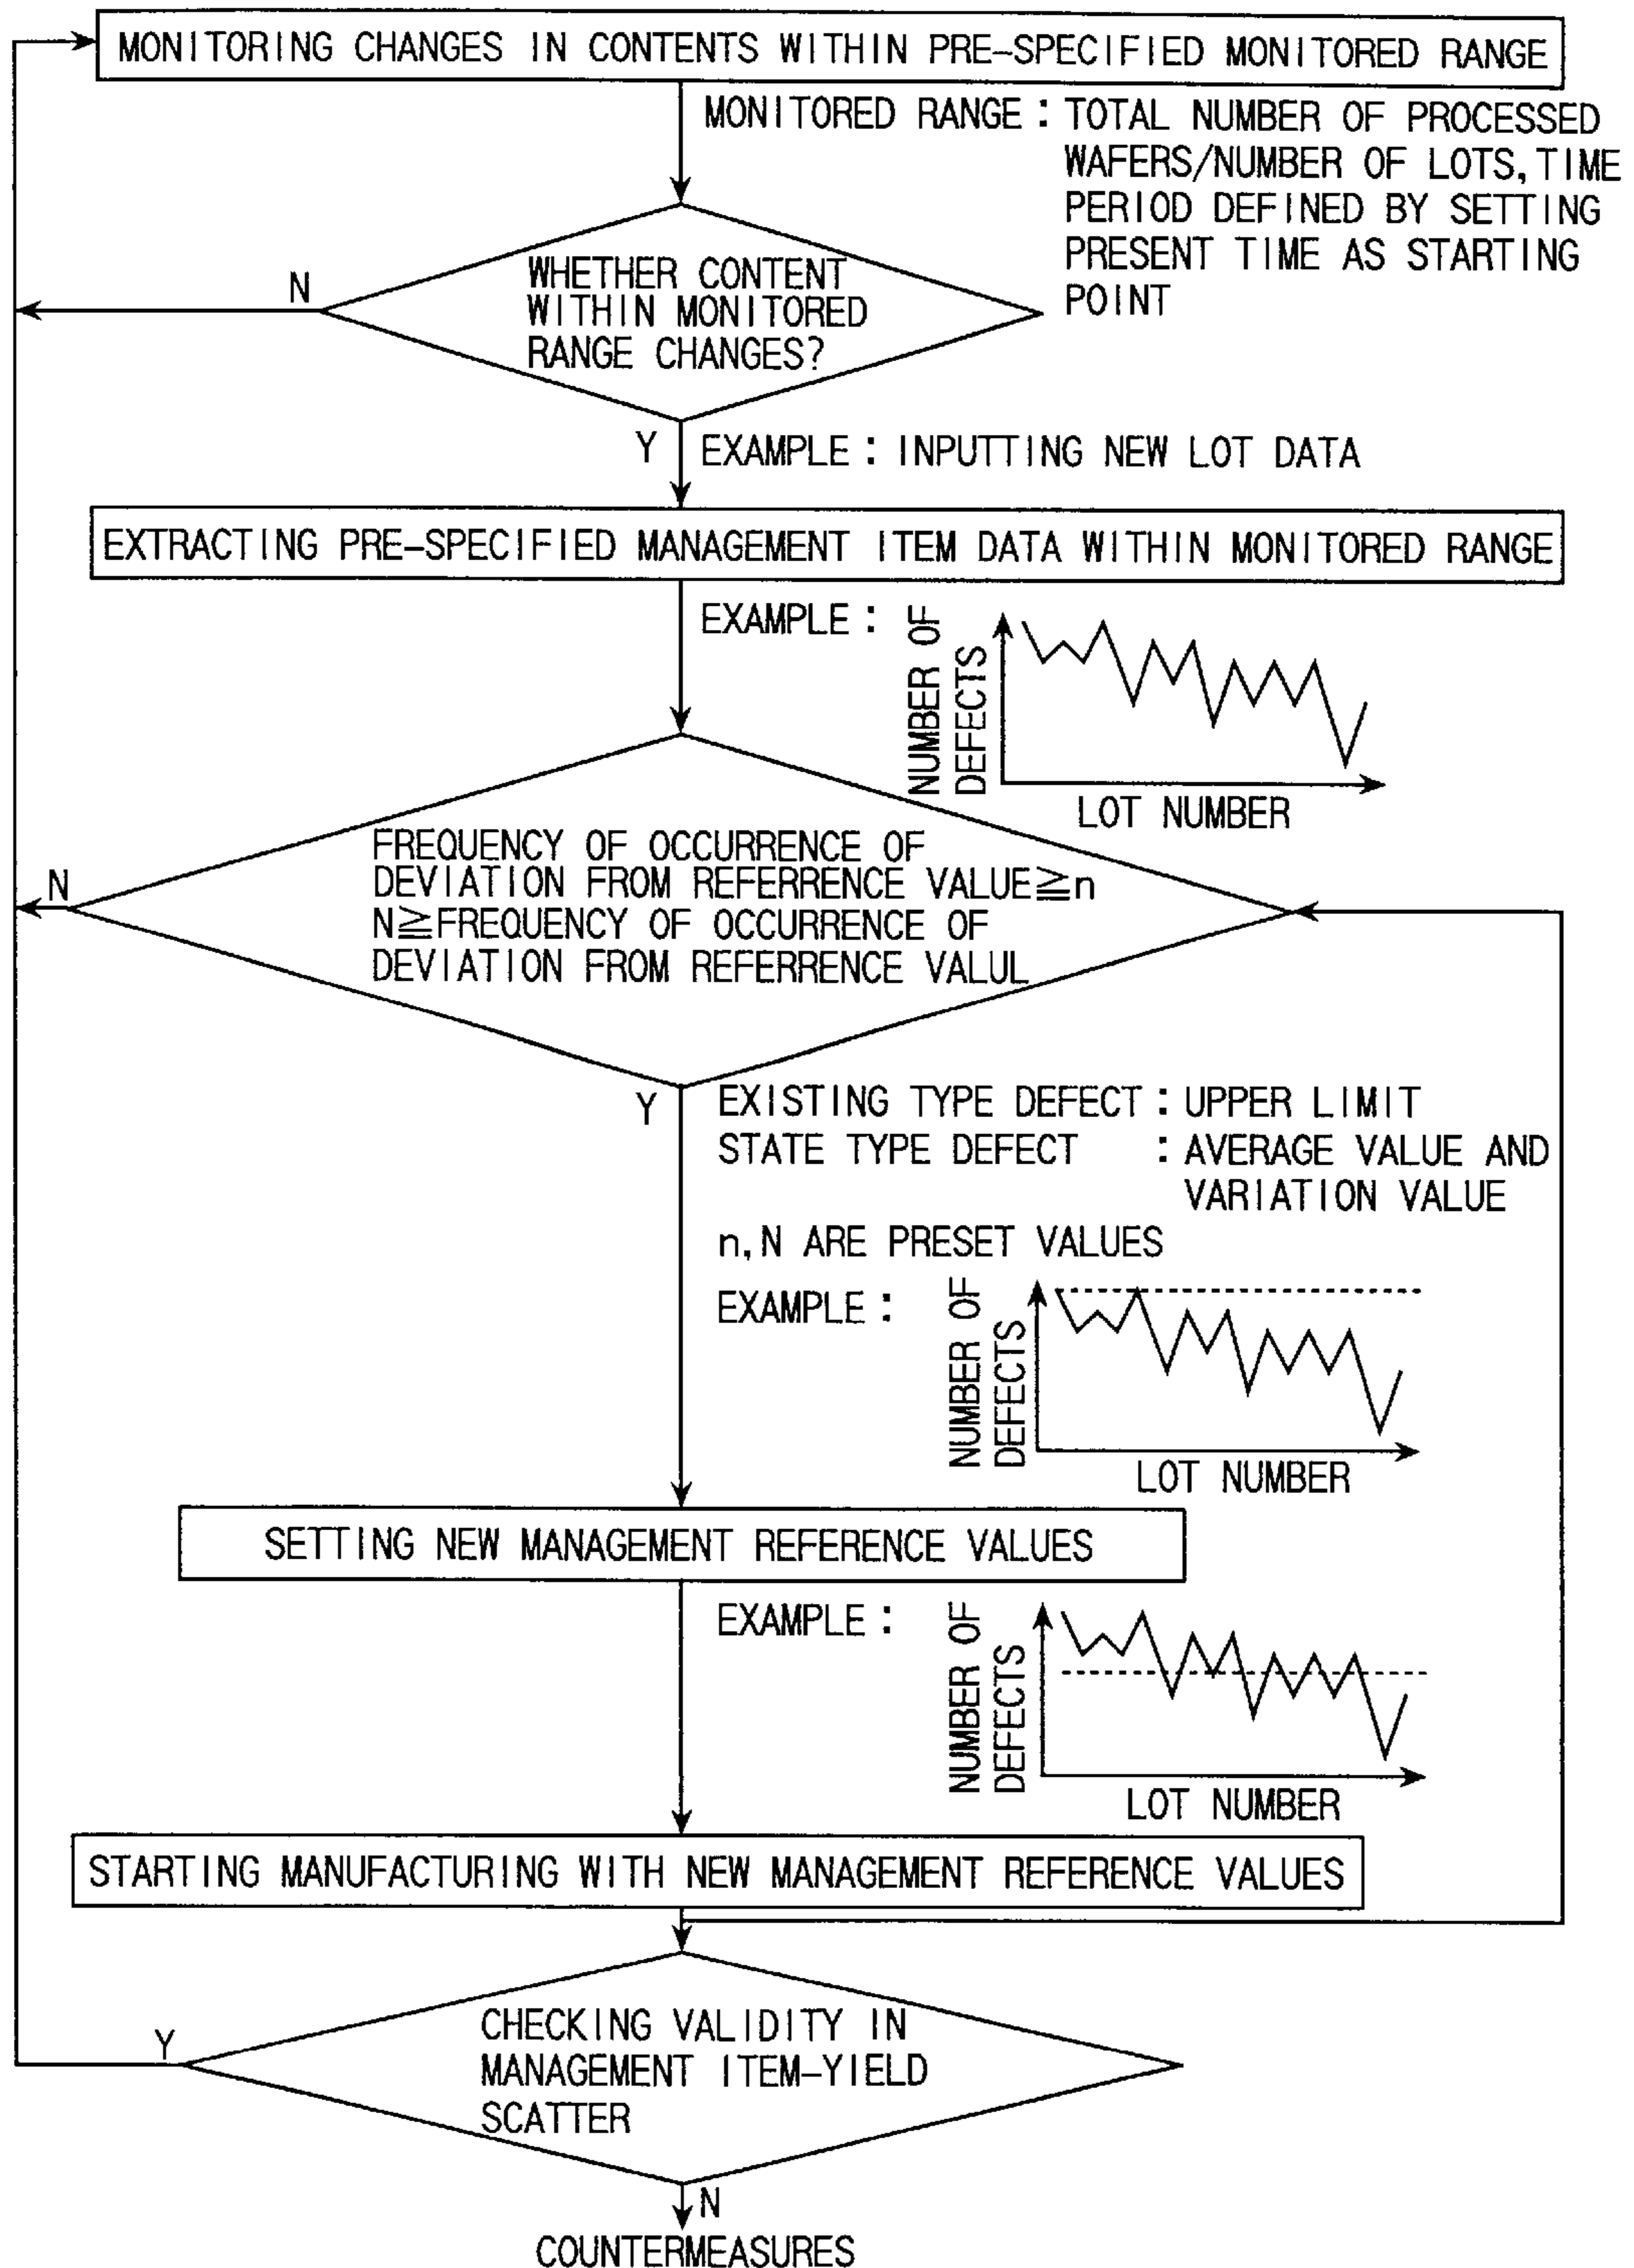 MONITORING CHANGES IN CONTENTS WITHIN PRE-SPECIFIED MONITORED RANGE
MONITORED RANGE : TOTAL NUMBER OF PROCESSED
WAFERS/NUMBER OF LOTS, TIME
PERIOD DEFINED BY SETTING
PRESENT TIME AS STARTING
POINT
WHETHER CONTENT
WITHIN MONITORED
RANGE CHANGES?
N
Y
EXAMPLE : INPUTTING NEW LOT DATA
EXTRACTING PRE-SPECIFIED MANAGEMENT ITEM DATA WITHIN MONITORED RANGE
EXAMPLE :
NUMBER OF
DEFECTS
LOT NUMBER
FREQUENCY OF OCCURRENCE OF
DEVIATION FROM REFERRENCE VALUE≧n
N≧FREQUENCY OF OCCURRENCE OF
DEVIATION FROM REFERRENCE VALUL
N
Y
EXISTING TYPE DEFECT : UPPER LIMIT
STATE TYPE DEFECT : AVERAGE VALUE AND
VARIATION VALUE
n, N ARE PRESET VALUES
EXAMPLE :
NUMBER OF
DEFECTS
LOT NUMBER
SETTING NEW MANAGEMENT REFERENCE VALUES
EXAMPLE :
NUMBER OF
DEFECTS
LOT NUMBER
STARTING MANUFACTURING WITH NEW MANAGEMENT REFERENCE VALUES
CHECKING VALIDITY IN
MANAGEMENT ITEM-YIELD
SCATTER
Y
N
COUNTERMEASURES